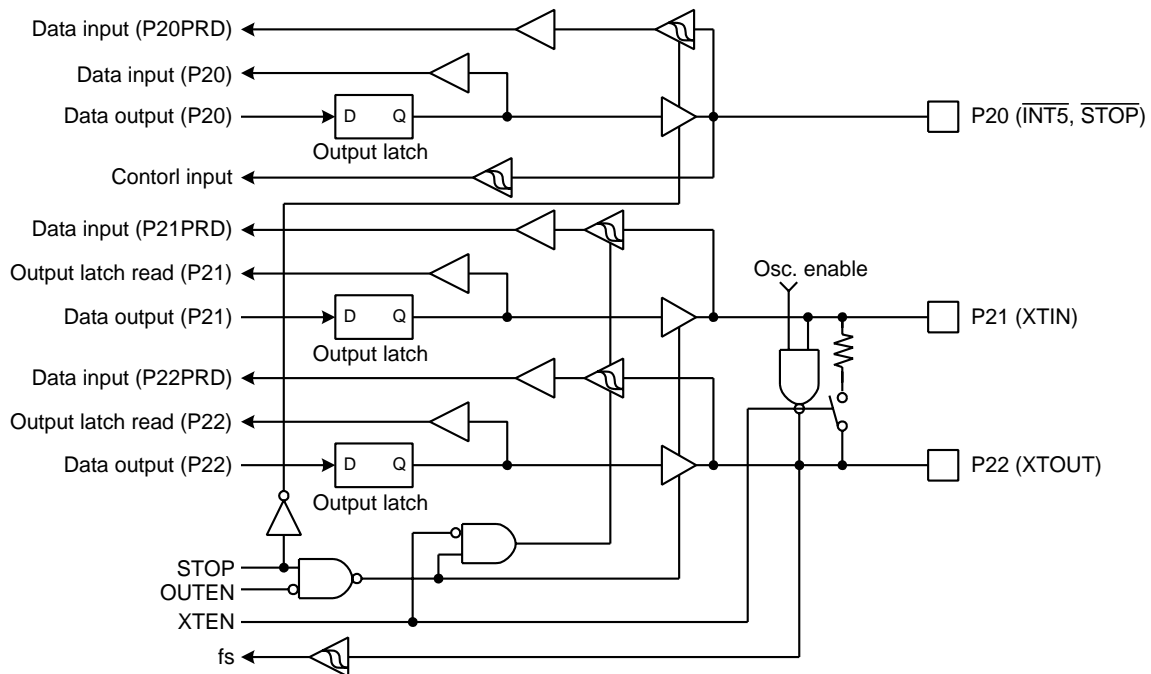 Data input (P20PRD)
Data input (P20)
Data output (P20)
D Q
Output latch
P20 (INT5, STOP)
Contorl input
Data input (P21PRD)
Output latch read (P21)
Osc. enable
Data output (P21)
D Q
Output latch
P21 (XTIN)
Data input (P22PRD)
Output latch read (P22)
Data output (P22)
D Q
Output latch
P22 (XTOUT)
STOP
OUTEN
XTEN
fs